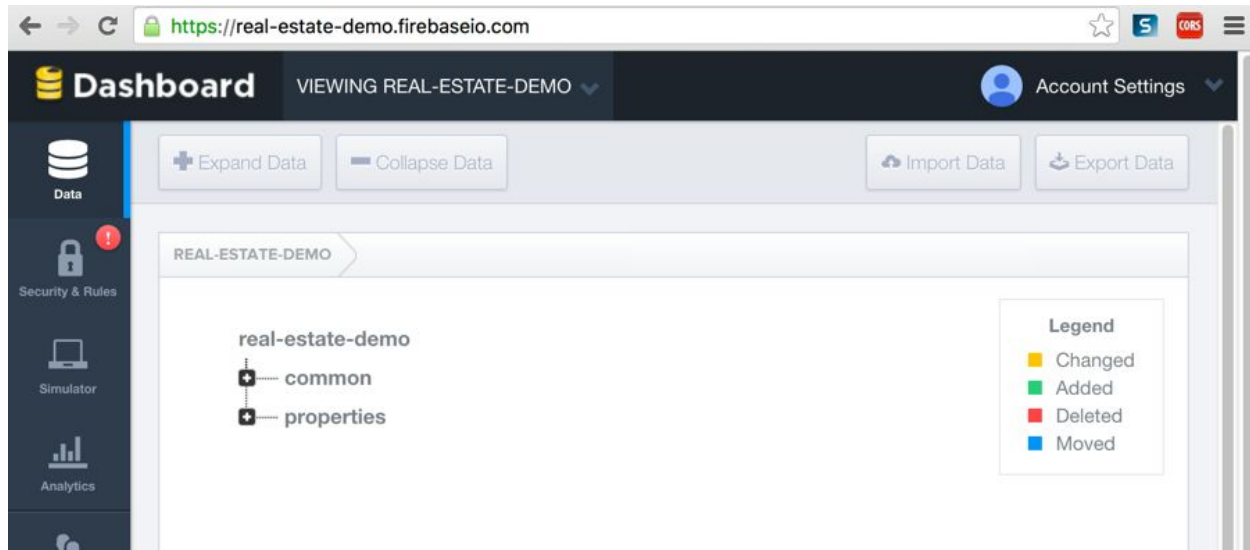 https://real-estate-demo.firebaseio.com
S
CORS
Dashboard
VIEWING REAL-ESTATE-DEMO
Account Settings
Data
Expand Data
Collapse Data
Import Data
Export Data
!
Security & Rules
REAL-ESTATE-DEMO
real-estate-demo
common
properties
Legend
Changed
Added
Deleted
Moved
Simulator
Analytics